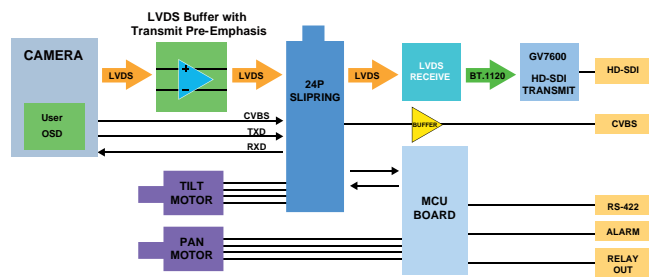 LVDS Buffer with
Transmit Pre-Emphasis
CAMERA
LVDS
LVDS
24P
SLIPRING
LVDS
LVDS
RECEIVE
BT.1120
GV7600
HD-SDI
TRANSMIT
HD-SDI
User
OSD
CVBS
TXD
RXD
BUFFER
CVBS
TILT
MOTOR
MCU
BOARD
RS-422
ALARM
PAN
MOTOR
RELAY
OUT